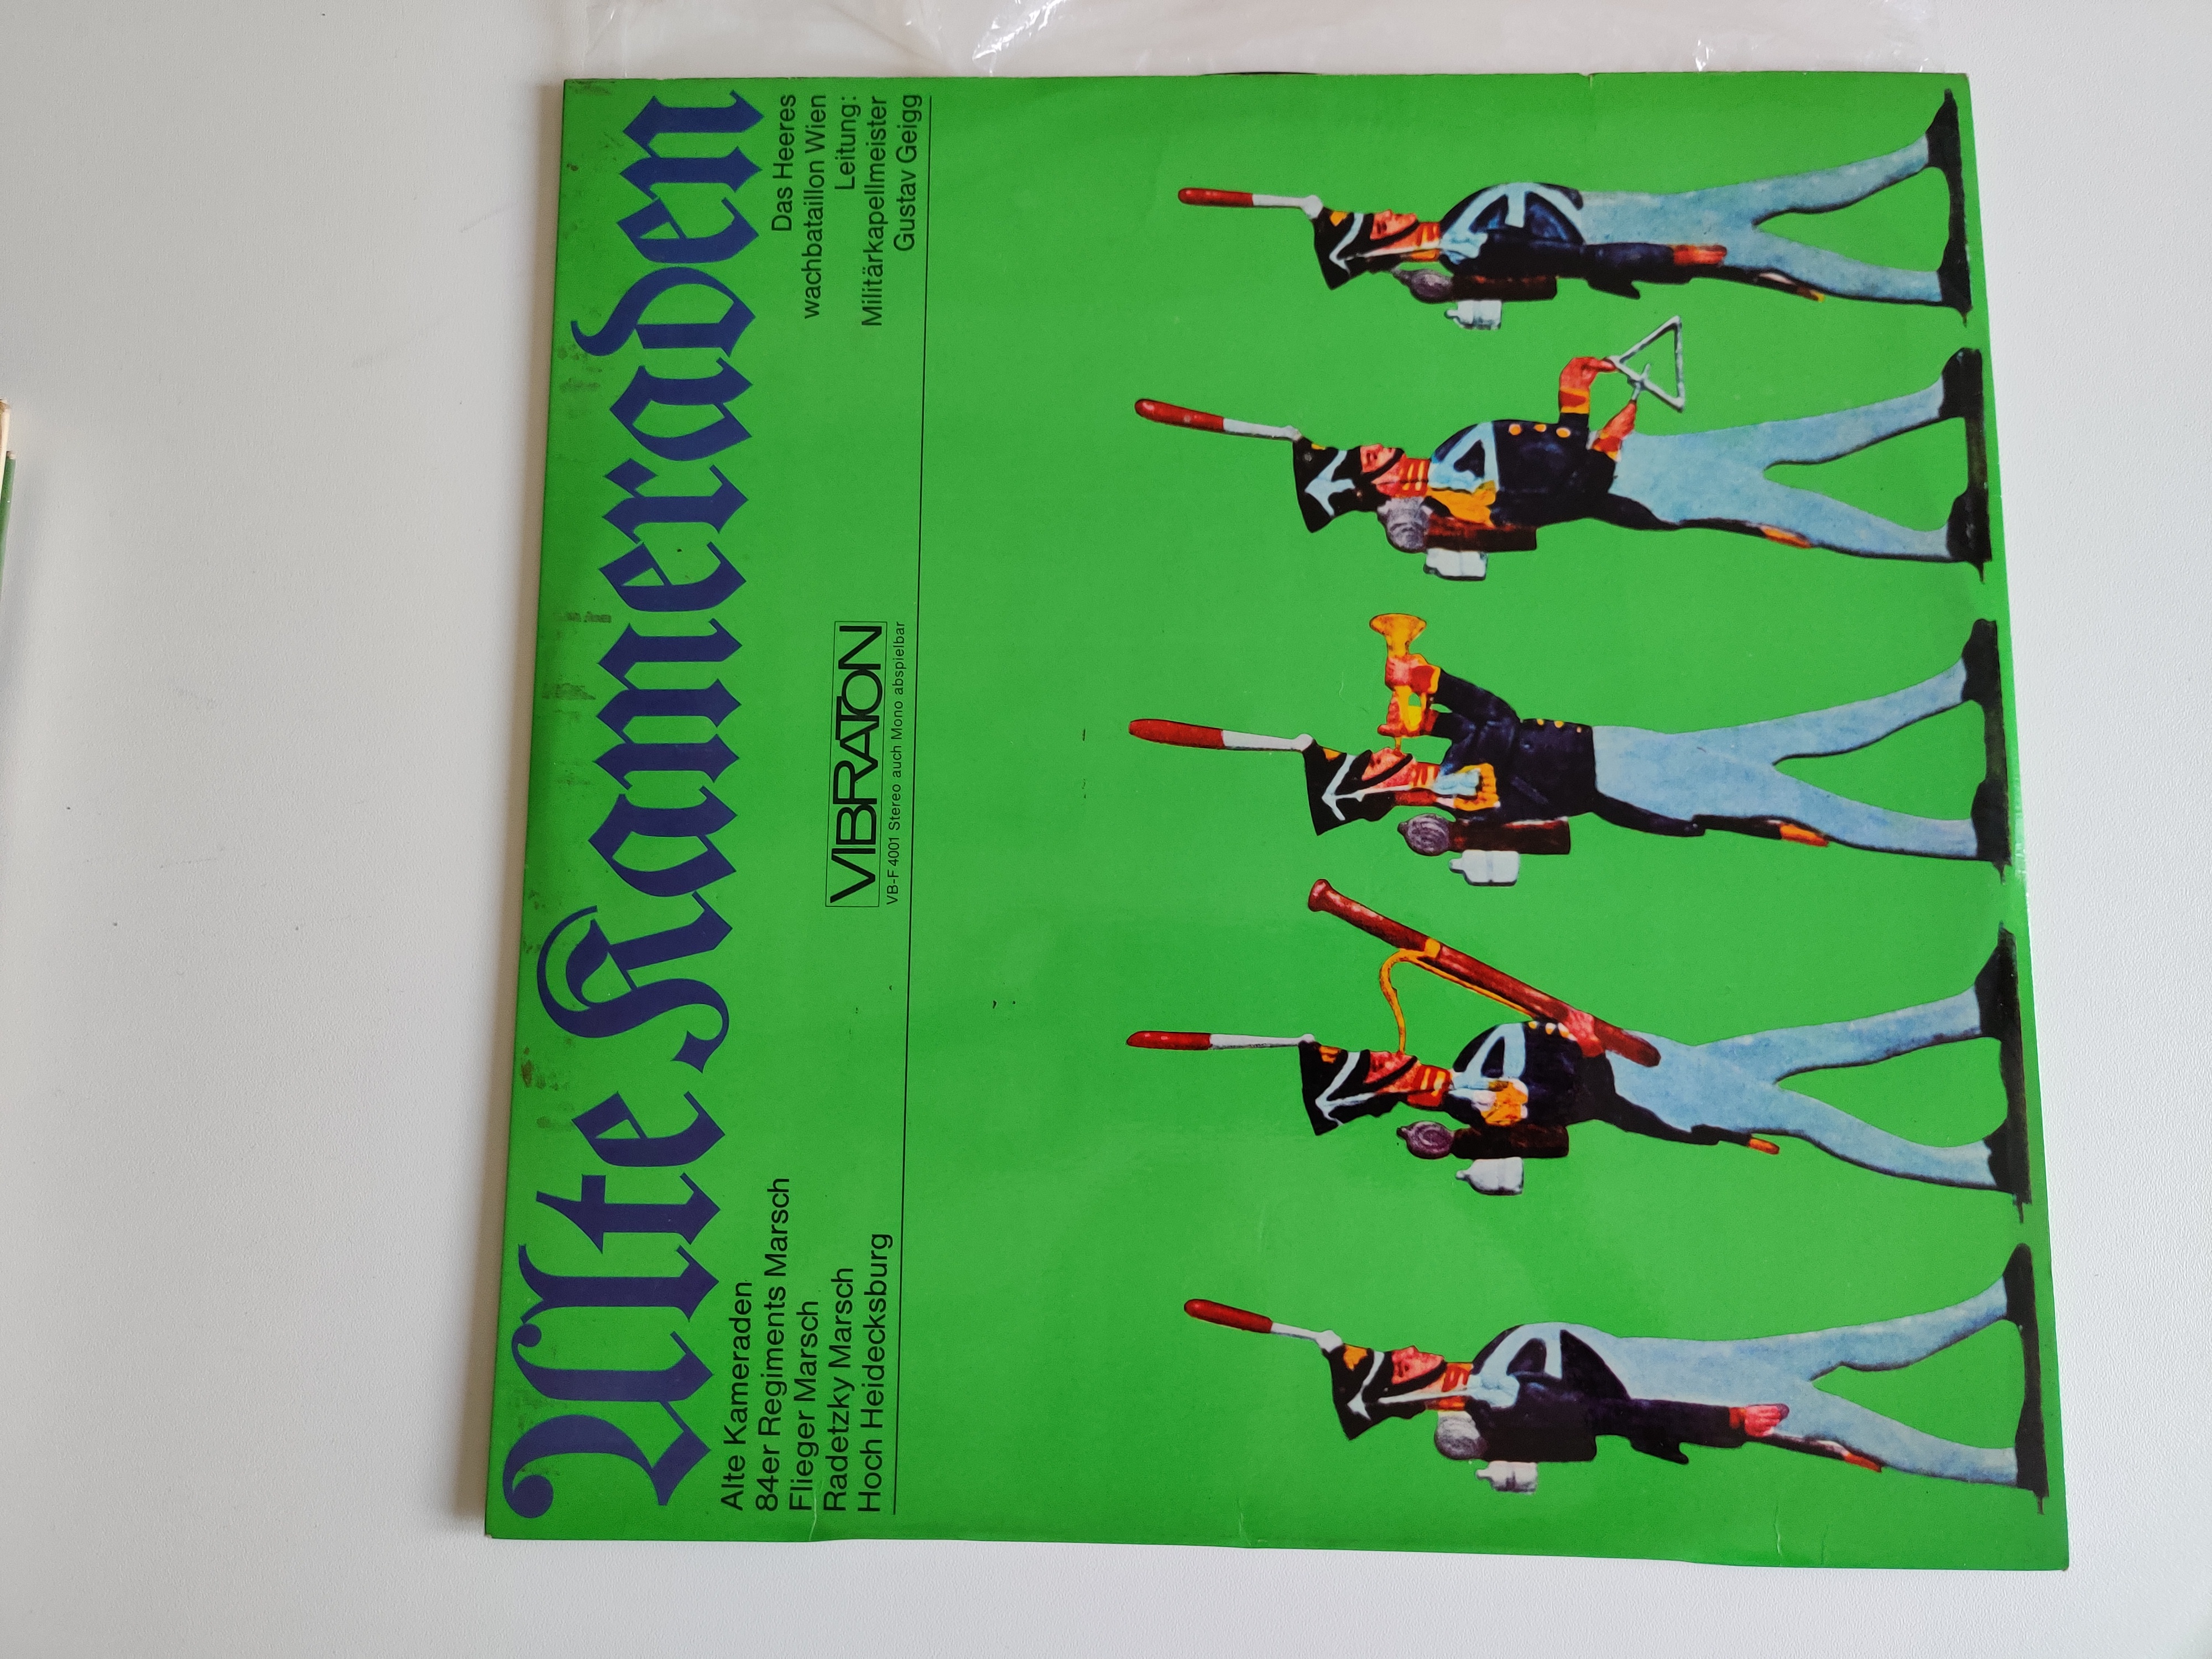 Alte Kameraden
Alte Kameraden
84er Regiments Marsch
Flieger Marsch
Radetzky Marsch
Hoch Heidecksburg
VIBRATON
VB-F 4001 Stereo auch Mono abspielbar
Das Heeres
wachbataillon Wien
Leitung:
Militärkapellmeister
Gustav Geigg